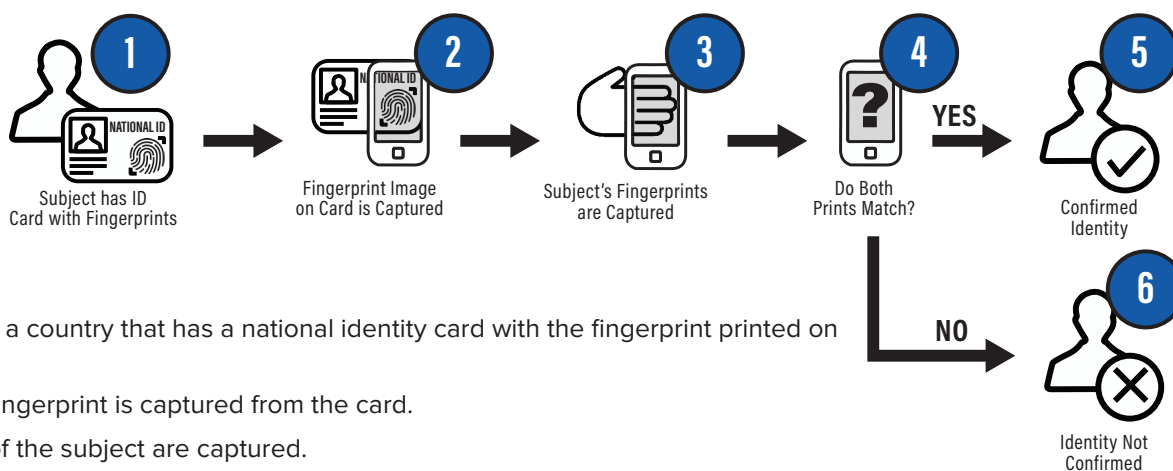 1
2
3
4
5
NATIONAL ID
N
IONAL ID
?
YES
Subject has ID
Card with Fingerprints
Fingerprint Image
on Card is Captured
Subject's Fingerprints
are Captured
Do Both
Prints Match?
Confirmed
Identity
6
NO
a country that has a national identity card with the fingerprint printed on
ngerprint is captured from the card.
of the subject are captured.
Identity Not
Confirmed